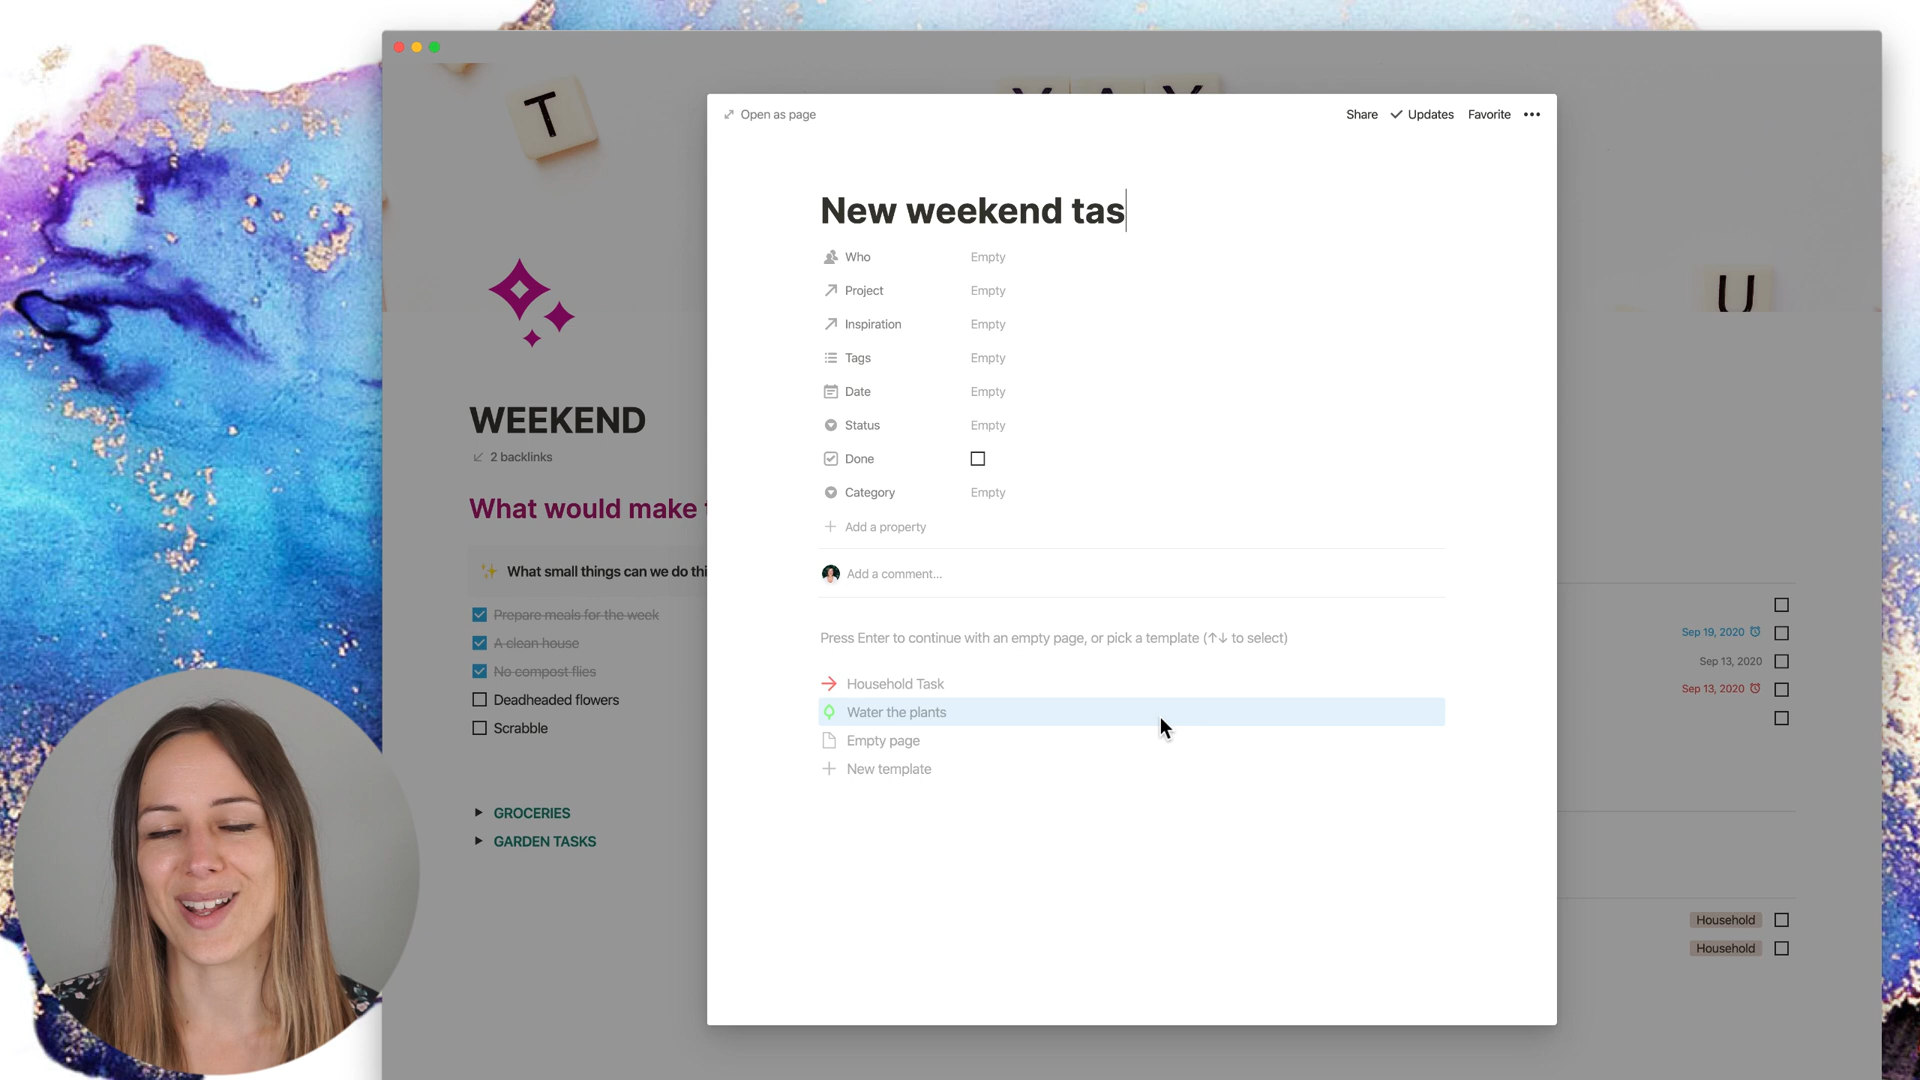 T
Y A Y
U
Open as page
Share
Updates
Favorite
New weekend tas
Who Empty
Project Empty
Inspiration Empty
Tags Empty
Date Empty
Status Empty
Done
Category Empty
Add a property
Add a comment...
Press Enter to continue with an empty page, or pick a template (↑↓ to select)
Household Task
Water the plants
Empty page
New template
WEEKEND
2 backlinks
What would make
What small things can we do thi
Prepare meals for the week
A clean house
No compost flies
Deadheaded flowers
Scrabble
GROCERIES
GARDEN TASKS
Sep 19, 2020
Sep 13, 2020
Sep 13, 2020
Household
Household